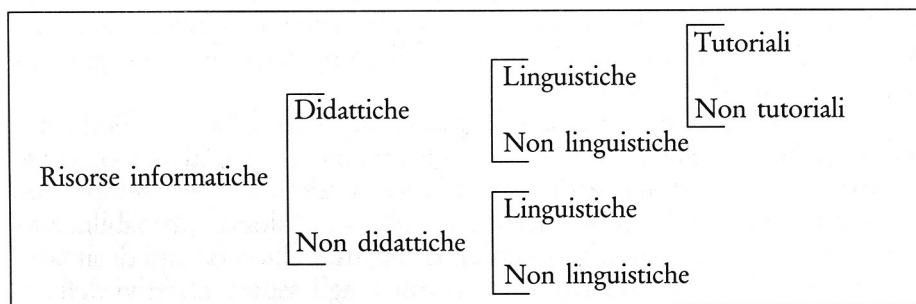 Tutoriali
Linguistiche
Didattiche
Non tutoriali
Non linguistiche
Risorse informatiche
Linguistiche
Non didattiche
Non linguistiche